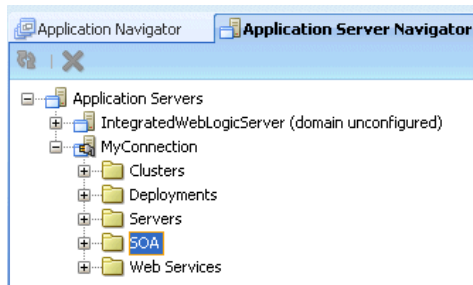 Application Navigator
Application Server Navigator
Application Servers
IntegratedWebLogicServer (domain unconfigured)
MyConnection
Clusters
Deployments
Servers
SOA
Web Services